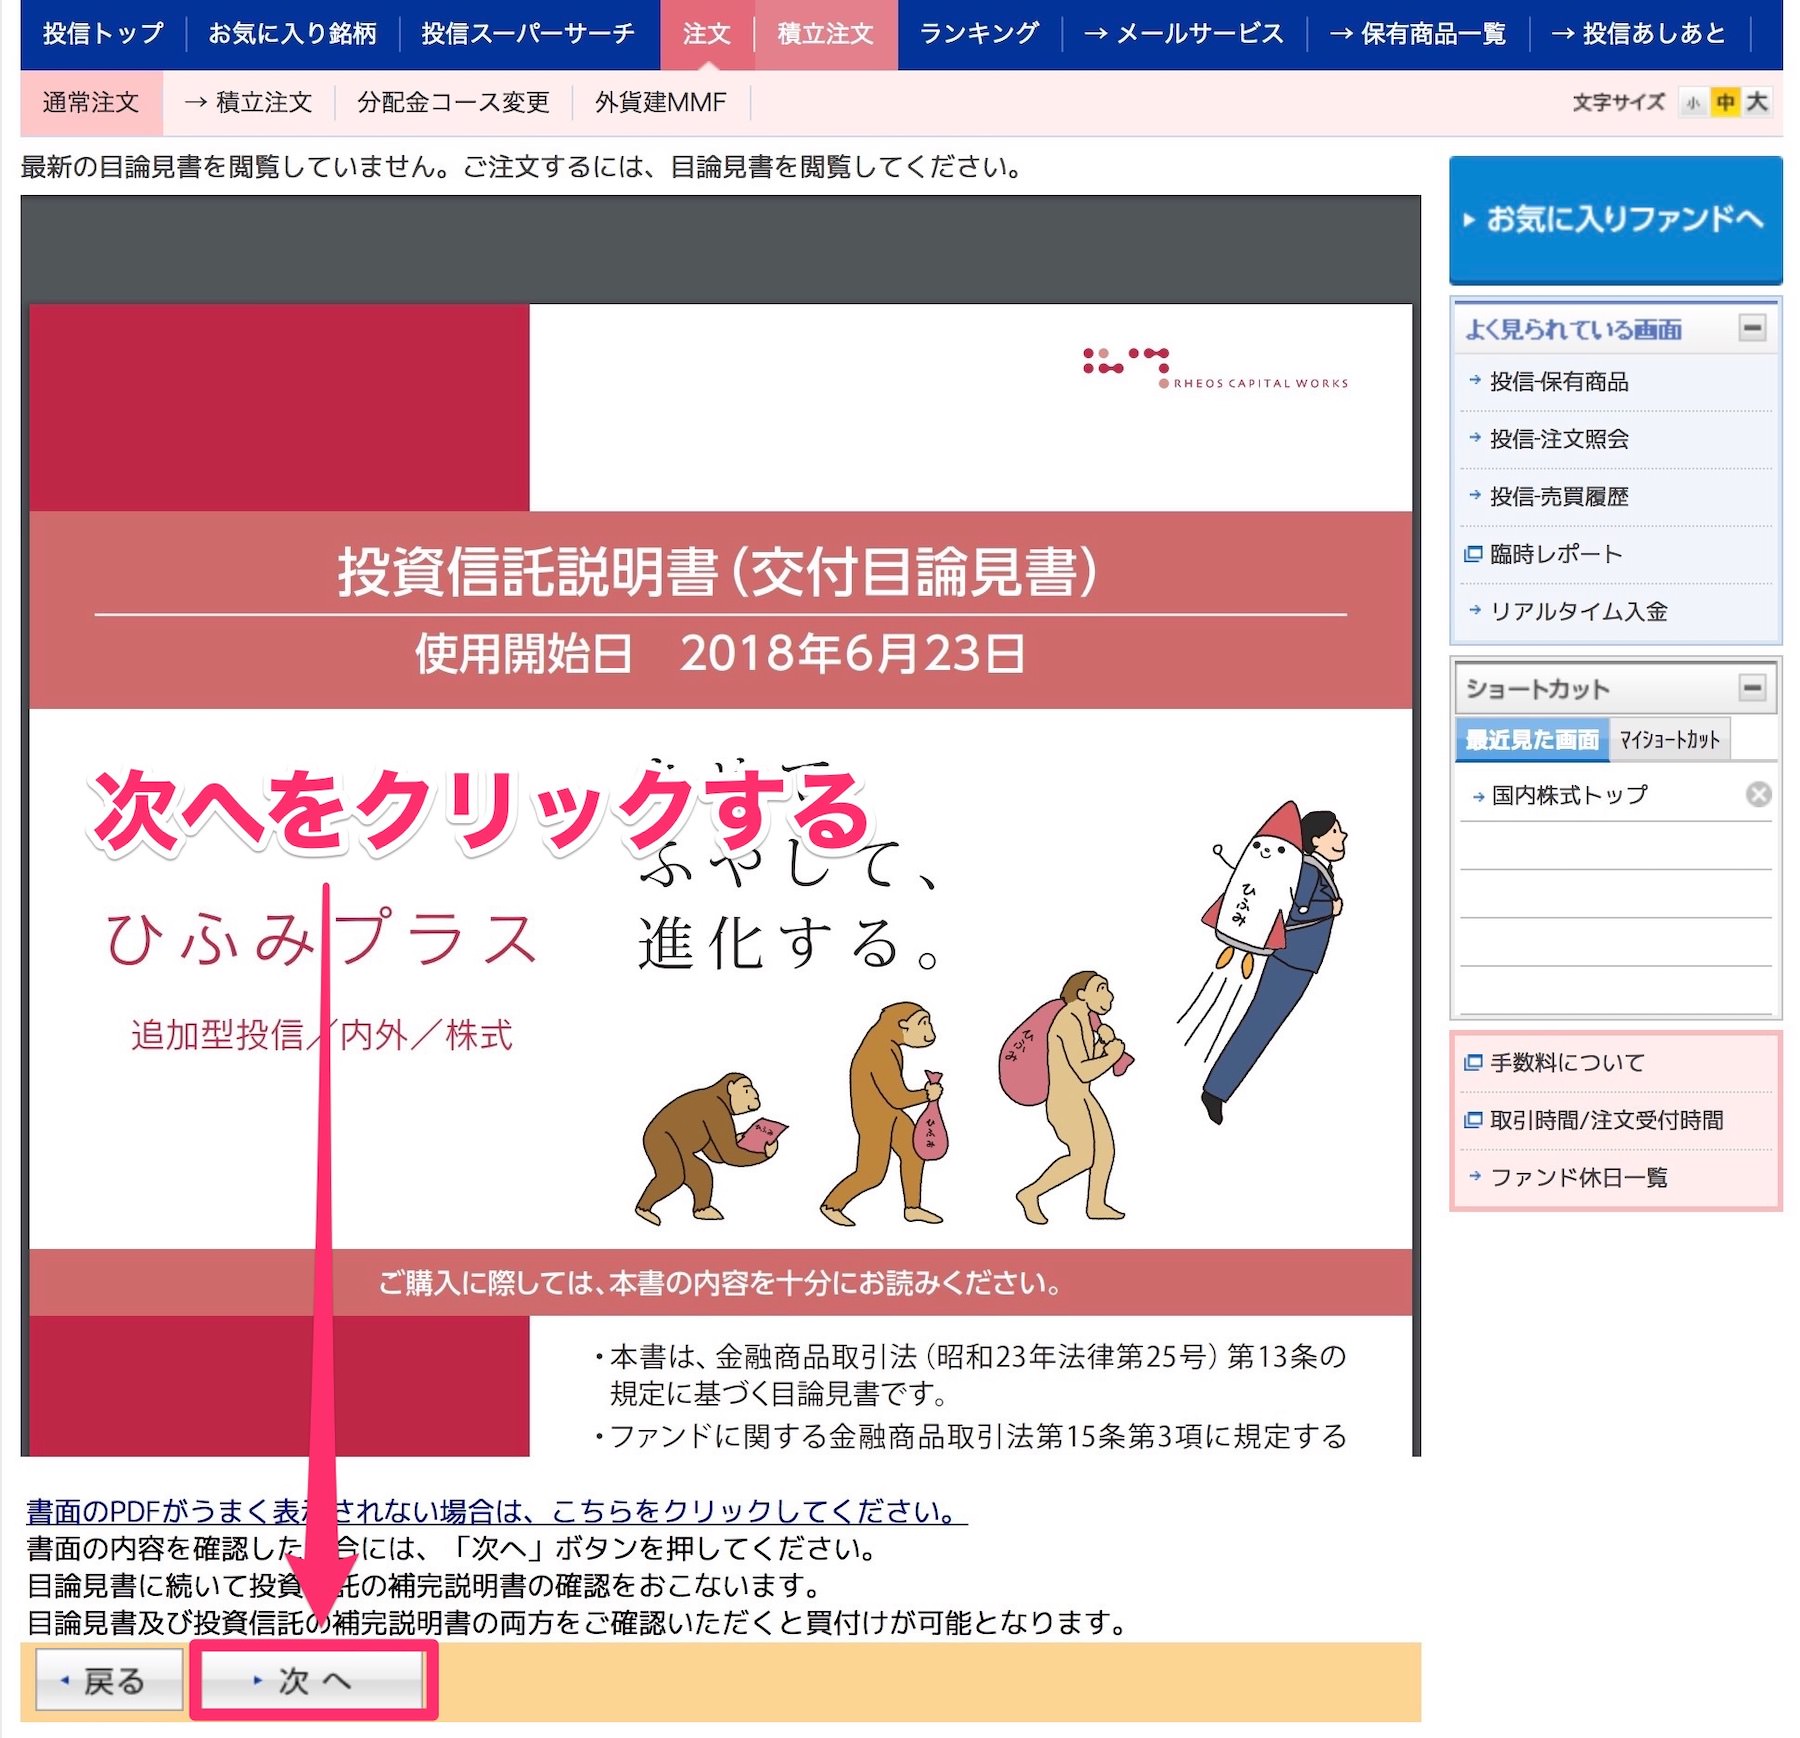 投信トップ お気に入り銘柄 投信スーパーサーチ 注文 積立注文 ランキング → メールサービス → 保有商品一覧 → 投信あしあと
通常注文 → 積立注文 分配金コース変更 外貨建MMF 文字サイズ 小 中 大
最新の目論見書を閲覧していません。ご注文するには、目論見書を閲覧してください。
RHEOS CAPITAL WORKS
投資信託説明書（交付目論見書）
使用開始日 2018年6月23日
次へをクリックする
ふやして、
進化する。
ひふみプラス
追加型投信／内外／株式
ひふみ
ひふみ
ひふみ
ひふみ
ご購入に際しては、本書の内容を十分にお読みください。
・本書は、金融商品取引法（昭和23年法律第25号）第13条の
規定に基づく目論見書です。
・ファンドに関する金融商品取引法第15条第3項に規定する
書面のPDFがうまく表示されない場合は、こちらをクリックしてください。
書面の内容を確認した場合には、「次へ」ボタンを押してください。
目論見書に続いて投資信託の補完説明書の確認をおこないます。
目論見書及び投資信託の補完説明書の両方をご確認いただくと買付けが可能となります。
戻る 次へ
お気に入りファンドへ
よく見られている画面
投信-保有商品
投信-注文照会
投信-売買履歴
臨時レポート
リアルタイム入金
ショートカット
最近見た画面 マイショートカット
国内株式トップ
手数料について
取引時間/注文受付時間
ファンド休日一覧